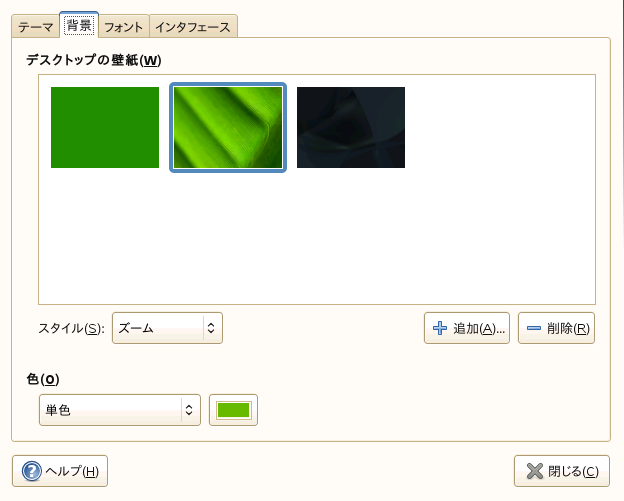 テーマ 背景 フォント インタフェース
デスクトップの壁紙(W)
スタイル(S): ズーム 追加(A)... 削除(R)
色(O)
単色
ヘルプ(H) 閉じる(C)